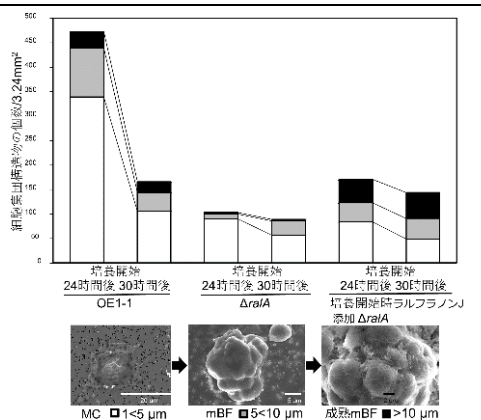 細胞集団構造物の個数/3.24mm²
500
450
400
350
300
250
200
150
100
50
0
培養開始 培養開始 培養開始
24時間後 30時間後 24時間後 30時間後 24時間後 30時間後
OE1-1 ΔralA 培養開始時ラルフラノンJ
添加 ΔralA
20 μm 5 μm
MC 1<5 μm mBF 5<10 μm 成熟mBF >10 μm